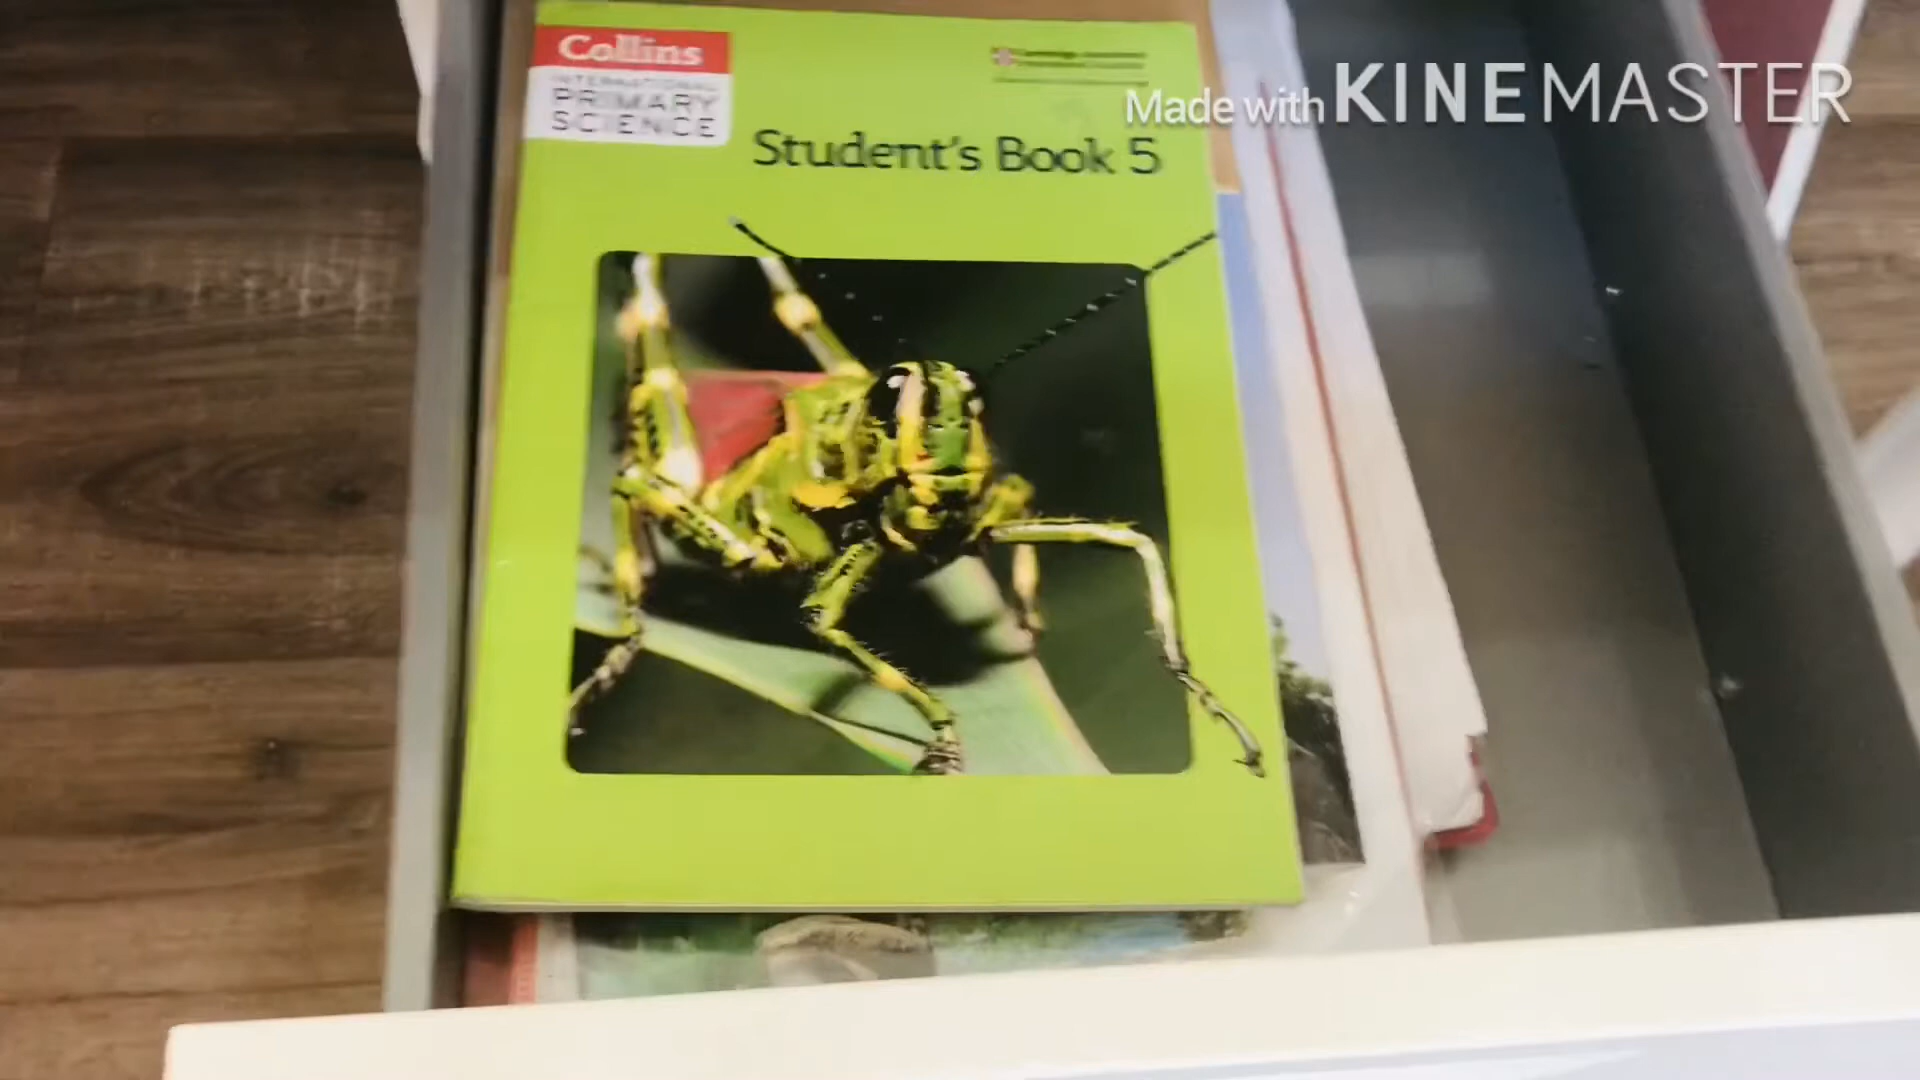 Collins
INTERNATIONAL
PRIMARY
SCIENCE
Student's Book 5
Made with KINEMASTER